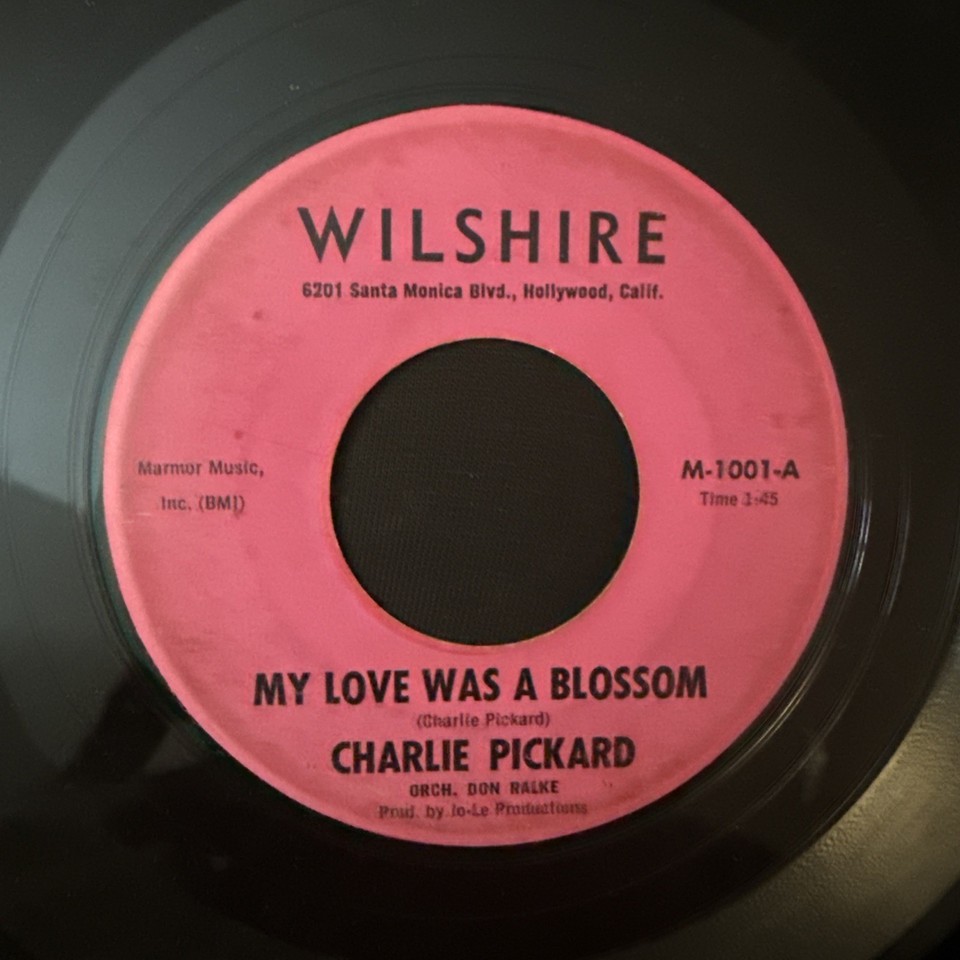 WILSHIRE
6201 Santa Monica Blvd., Hollywood, Calif.
Marmor Music,
Inc. (BMI)
M-1001-A
Time 1:45
MY LOVE WAS A BLOSSOM
(Charlie Pickard)
CHARLIE PICKARD
ORCH. DON RALKE
Prod. by Jo-Le Productions